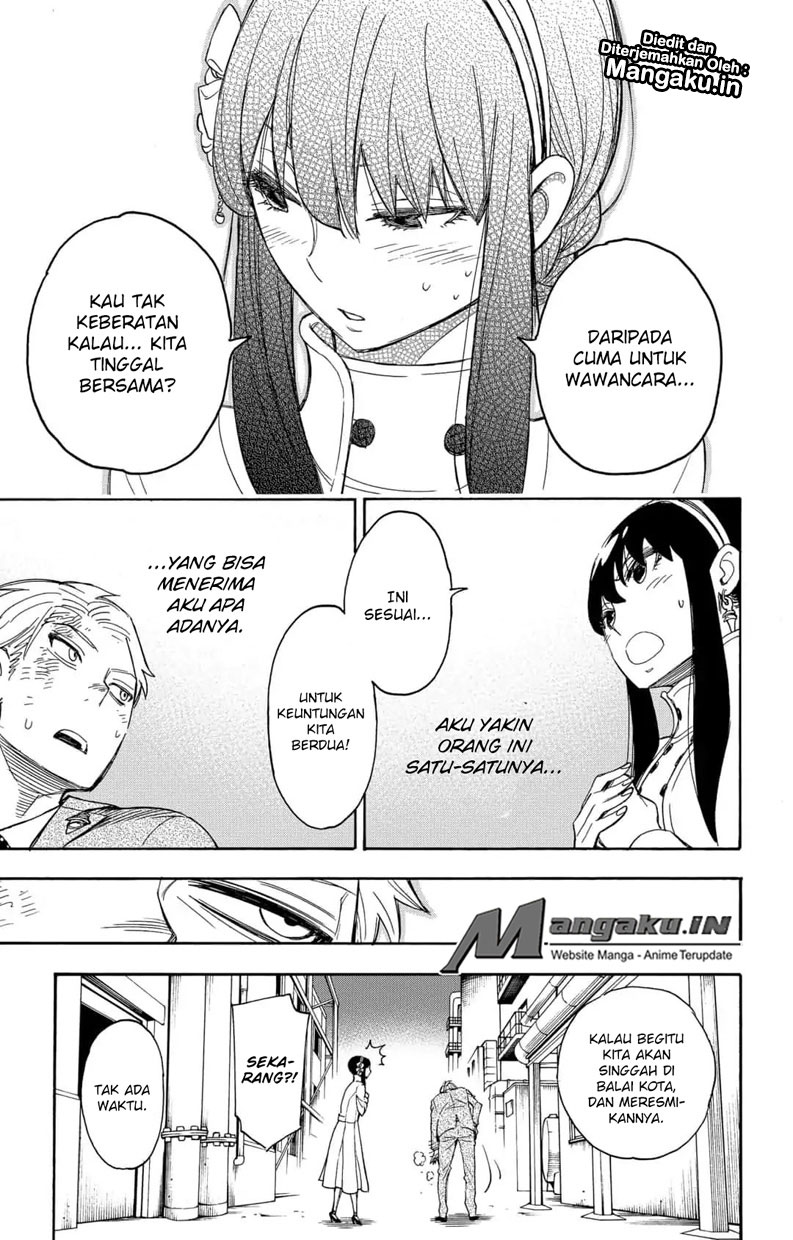 Diedit dan
Diterjemahkan Oleh :
Mangaku.in
DARIPADA
CUMA UNTUK
WAWANCARA...
KAU TAK
KEBERATAN
KALAU... KITA
TINGGAL
BERSAMA?
INI
SESUAI...
UNTUK
KEUNTUNGAN
KITA
BERDUA!
AKU YAKIN
ORANG INI
SATU-SATUNYA...
...YANG BISA
MENERIMA
AKU APA
ADANYA.
Mangaku.iN
Website Manga - Anime Terupdate
KALAU BEGITU
KITA AKAN
SINGGAH DI
BALAI KOTA,
DAN MERESMI-
KANNYA.
SEKA-
RANG?!
TAK ADA
WAKTU.